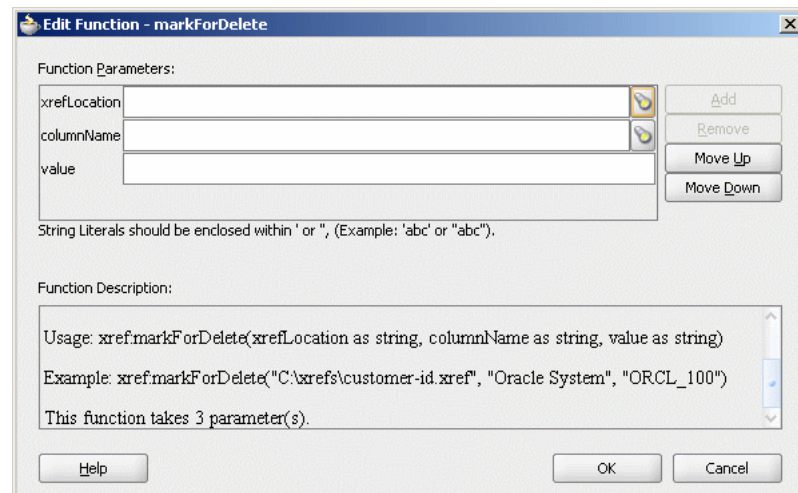 Edit Function - markForDelete
Function Parameters:
xrefLocation
columnName
value
Add
Remove
Move Up
Move Down
String Literals should be enclosed within ' or ", (Example: 'abc' or "abc").
Function Description:
Usage: xref:markForDelete(xrefLocation as string, columnName as string, value as string)
Example: xref:markForDelete("C:\xrefs\customer-id.xref", "Oracle System", "ORCL_100")
This function takes 3 parameter(s).
Help
OK
Cancel